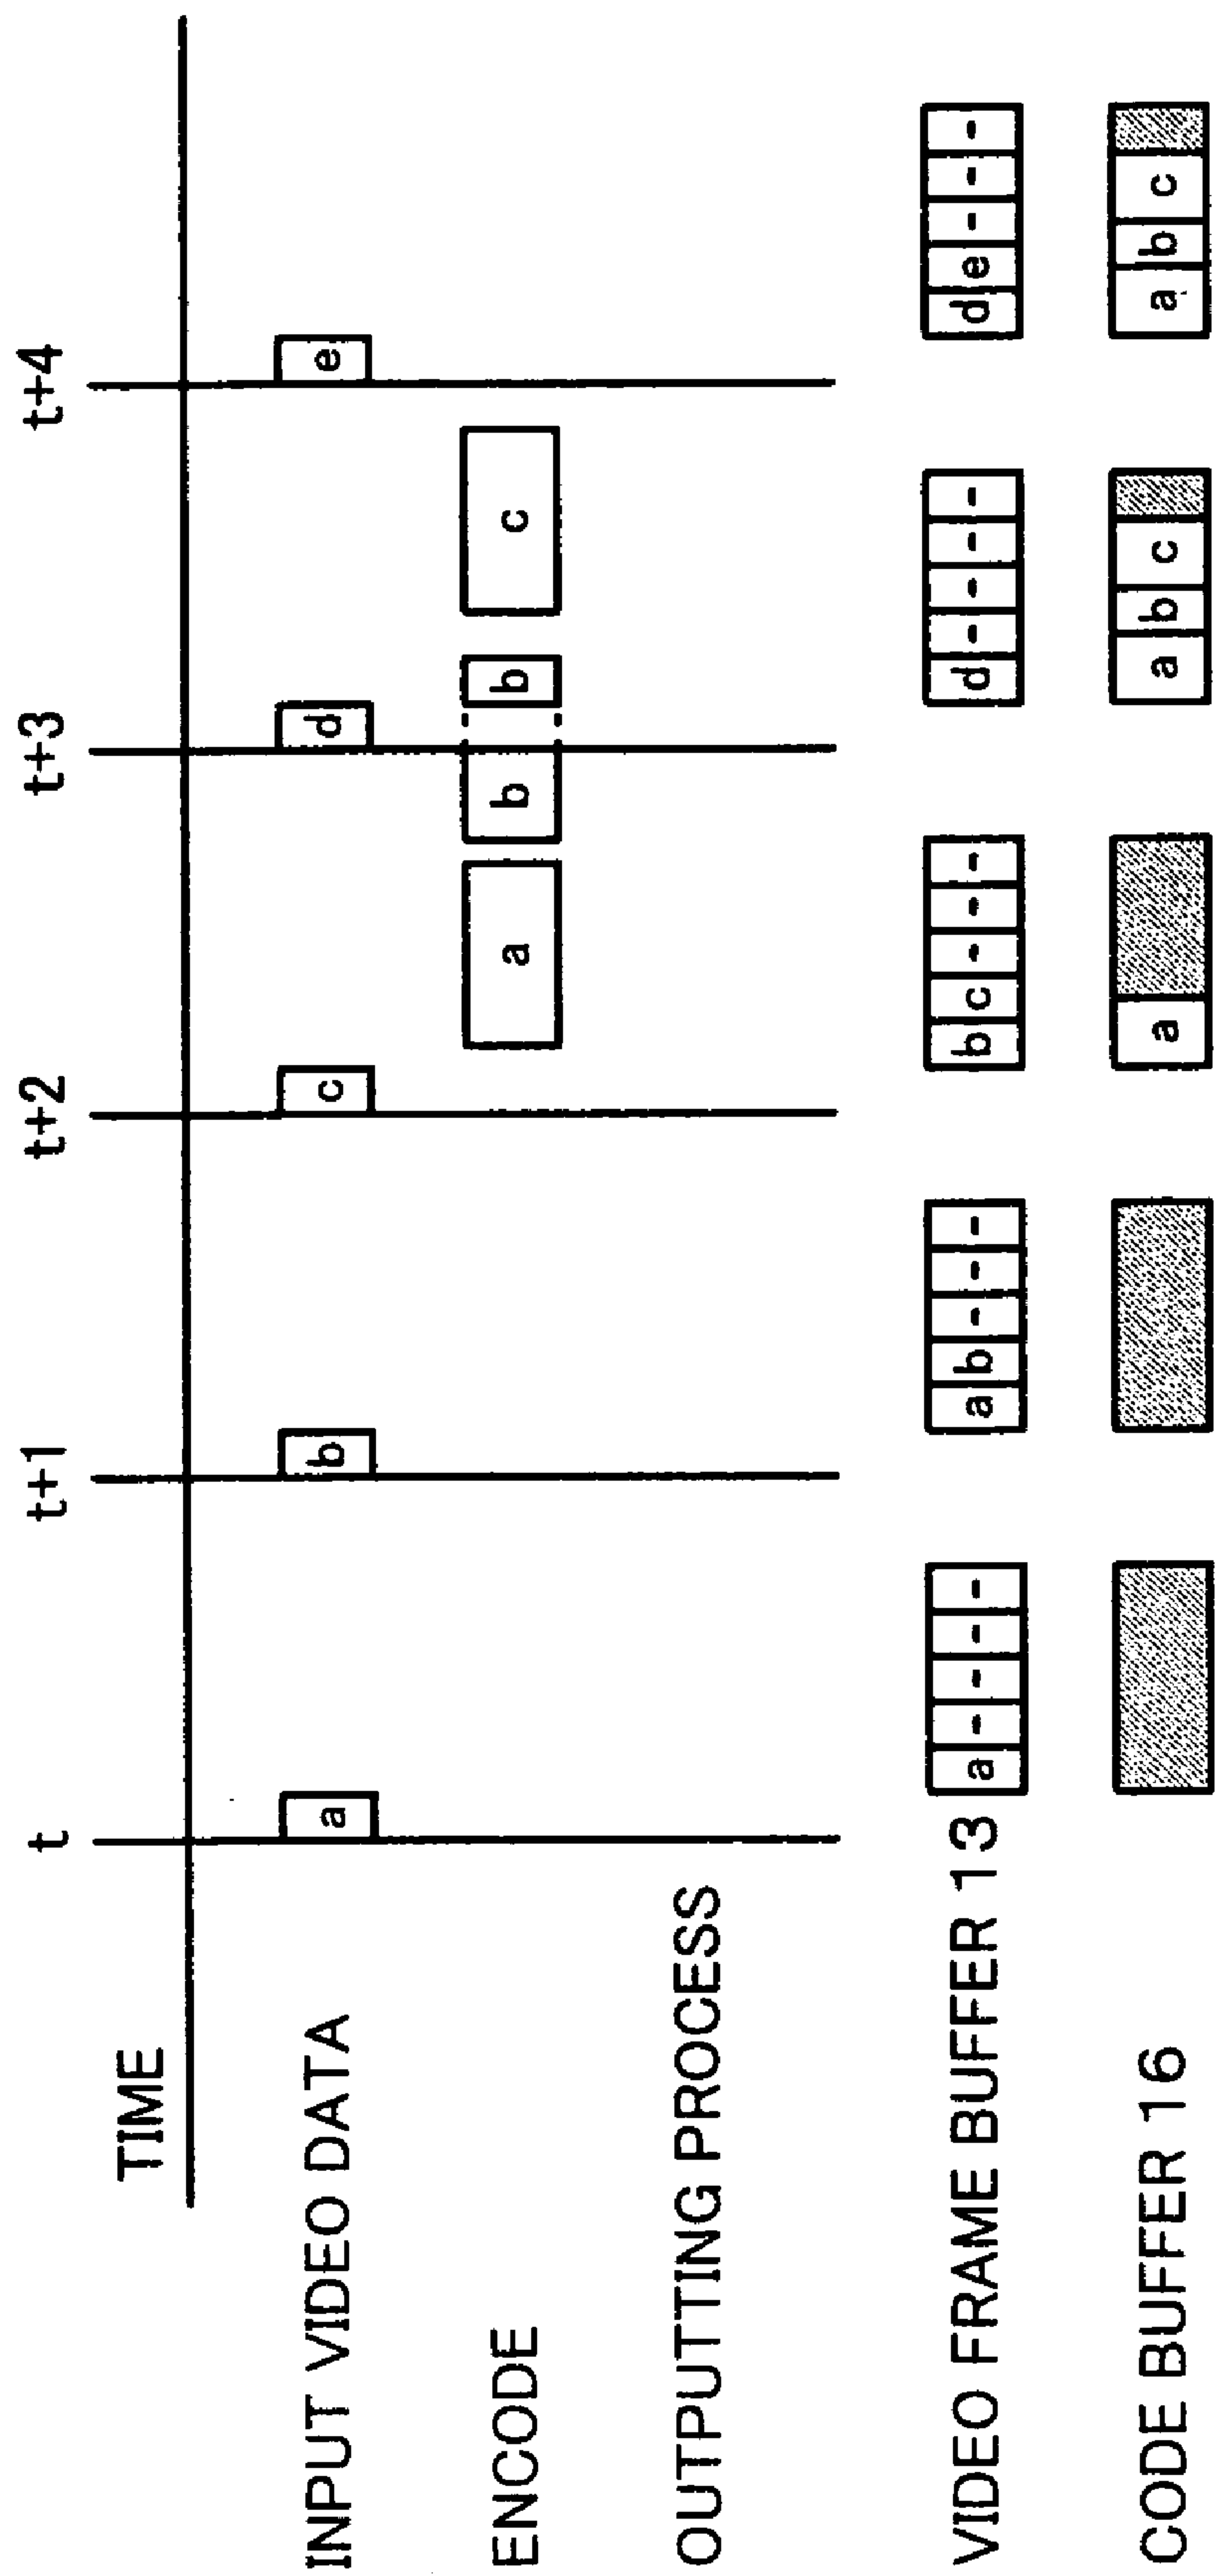 t t+1 t+2 t+3 t+4
TIME
INPUT VIDEO DATA a b c d e
ENCODE a b b c
OUTPUTTING PROCESS
VIDEO FRAME BUFFER 13 a - - - - a b - - - b c - - - d - - - - d e - - -
CODE BUFFER 16 a a b c a b c